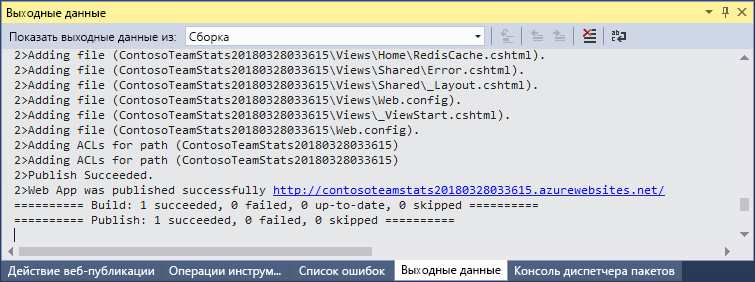 Выходные данные
Показать выходные данные из: Сборка
2>Adding file (ContosoTeamStats20180328033615\Views\Home\RedisCache.cshtml).
2>Adding file (ContosoTeamStats20180328033615\Views\Shared\Error.cshtml).
2>Adding file (ContosoTeamStats20180328033615\Views\Shared\_Layout.cshtml).
2>Adding file (ContosoTeamStats20180328033615\Views\Web.config).
2>Adding file (ContosoTeamStats20180328033615\Views\_ViewStart.cshtml).
2>Adding file (ContosoTeamStats20180328033615\Web.config).
2>Adding ACLs for path (ContosoTeamStats20180328033615)
2>Adding ACLs for path (ContosoTeamStats20180328033615)
2>Publish Succeeded.
2>Web App was published successfully http://contosoteamstats20180328033615.azurewebsites.net/
========== Build: 1 succeeded, 0 failed, 0 up-to-date, 0 skipped ==========
========== Publish: 1 succeeded, 0 failed, 0 skipped ==========
Действие веб-публикации Операции инструм... Список ошибок Выходные данные Консоль диспетчера пакетов